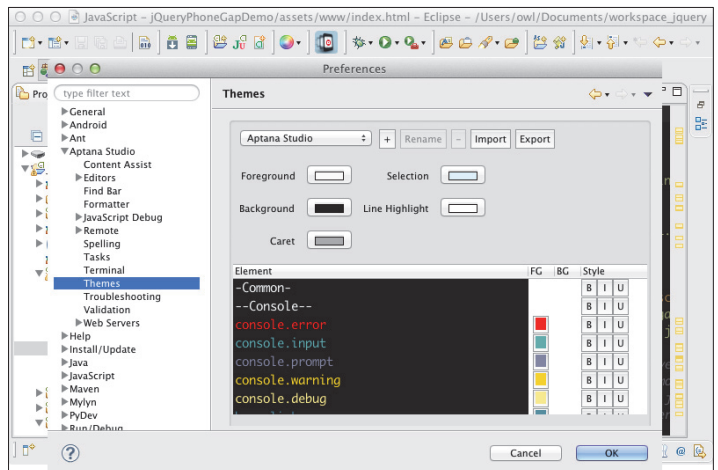 JavaScript – jQueryPhoneGapDemo/assets/www/index.html – Eclipse – /Users/owl/Documents/workspace_jquery
Preferences
Pro
type filter text
General
Android
Ant
Aptana Studio
Content Assist
Editors
Find Bar
Formatter
JavaScript Debug
Remote
Spelling
Tasks
Terminal
Themes
Troubleshooting
Validation
Web Servers
Help
Install/Update
Java
JavaScript
Maven
Mylyn
PyDev
Run/Debug
Themes
Aptana Studio
+ Rename – Import Export
Foreground Selection
Background Line Highlight
Caret
Element FG BG Style
-Common- B I U
--Console-- B I U
console.error B I U
console.input B I U
console.prompt B I U
console.warning B I U
console.debug B I U
? Cancel OK
@